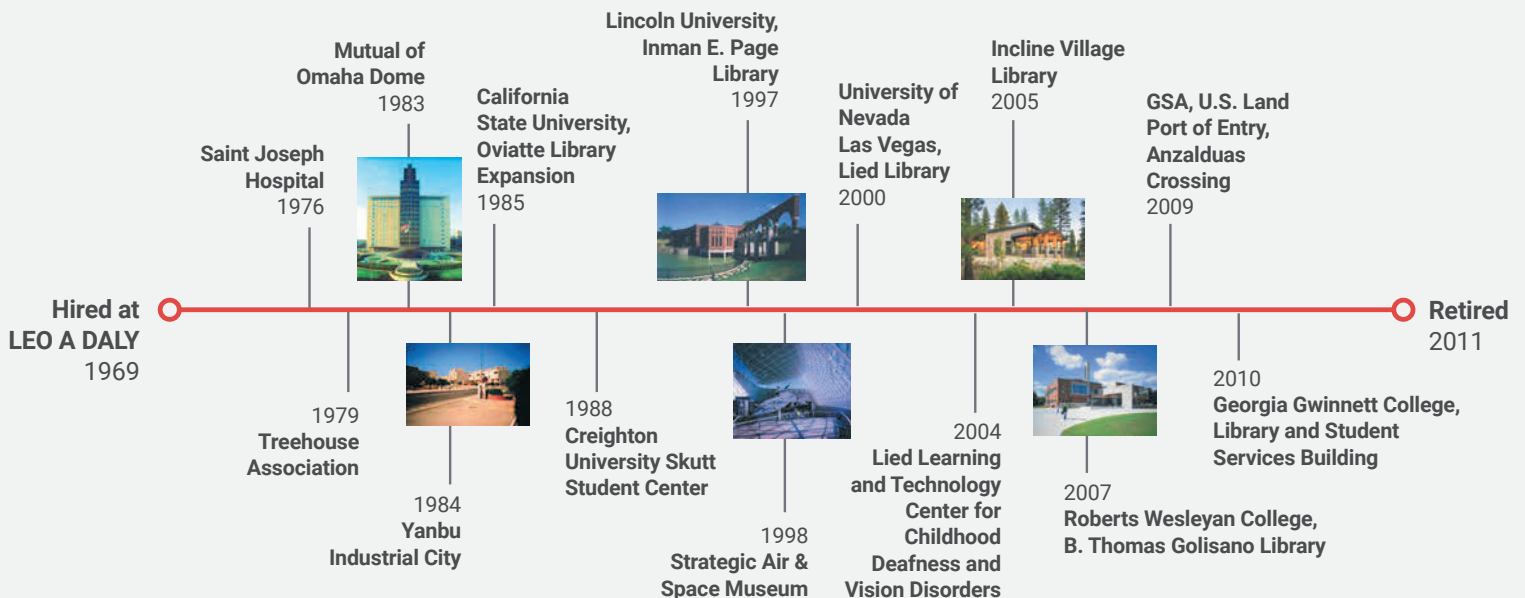 Hired at
LEO A DALY
1969
Saint Joseph
Hospital
1976
1979
Treehouse
Association
Mutual of
Omaha Dome
1983
1984
Yanbu
Industrial City
California
State University,
Oviatte Library
Expansion
1985
1988
Creighton
University Skutt
Student Center
Lincoln University,
Inman E. Page
Library
1997
1998
Strategic Air &
Space Museum
University of
Nevada
Las Vegas,
Lied Library
2000
2004
Lied Learning
and Technology
Center for
Childhood
Deafness and
Vision Disorders
Incline Village
Library
2005
2007
Roberts Wesleyan College,
B. Thomas Golisano Library
GSA, U.S. Land
Port of Entry,
Anzalduas
Crossing
2009
2010
Georgia Gwinnett College,
Library and Student
Services Building
Retired
2011